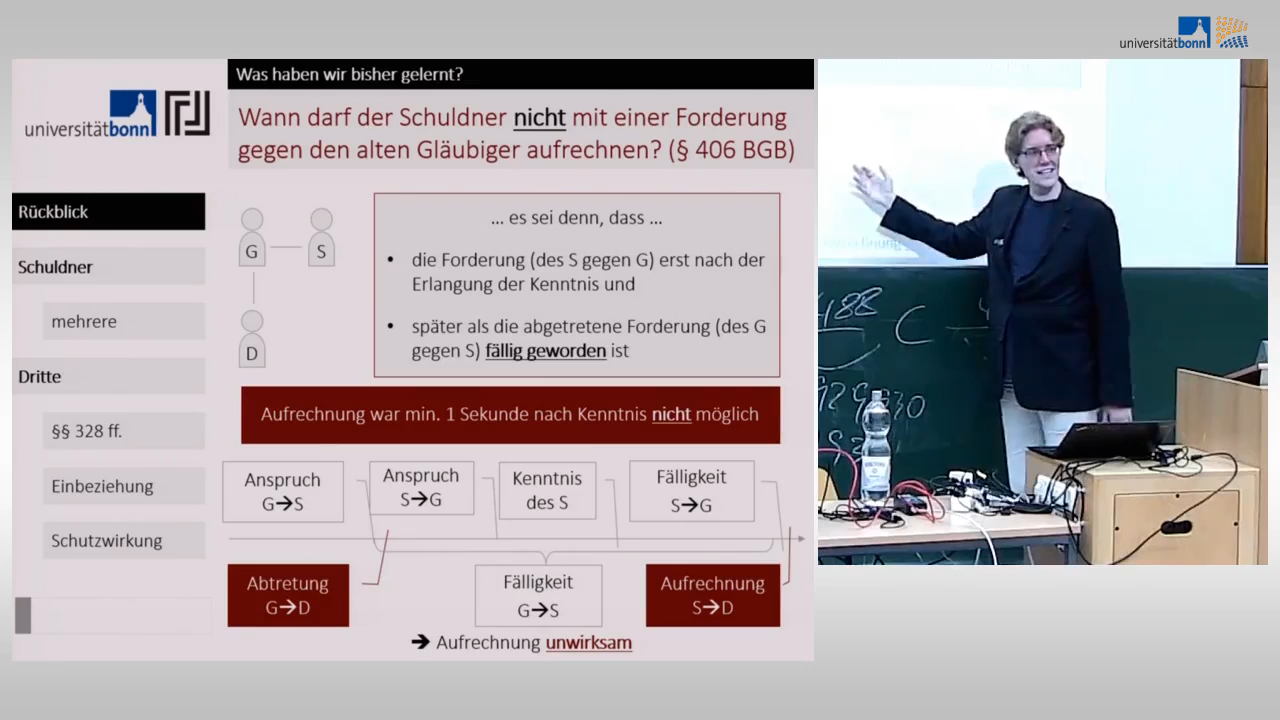 universitätbonn
Was haben wir bisher gelernt?
universitätbonn
Wann darf der Schuldner nicht mit einer Forderung
gegen den alten Gläubiger aufrechnen? (§ 406 BGB)
Rückblick
Schuldner
mehrere
Dritte
§§ 328 ff.
Einbeziehung
Schutzwirkung
G
S
D
... es sei denn, dass ...
• die Forderung (des S gegen G) erst nach der
Erlangung der Kenntnis und
• später als die abgetretene Forderung (des G
gegen S) fällig geworden ist
Aufrechnung war min. 1 Sekunde nach Kenntnis nicht möglich
Anspruch
G→S
Anspruch
S→G
Kenntnis
des S
Fälligkeit
S→G
Abtretung
G→D
Fälligkeit
G→S
Aufrechnung
S→D
➔ Aufrechnung unwirksam
488
C